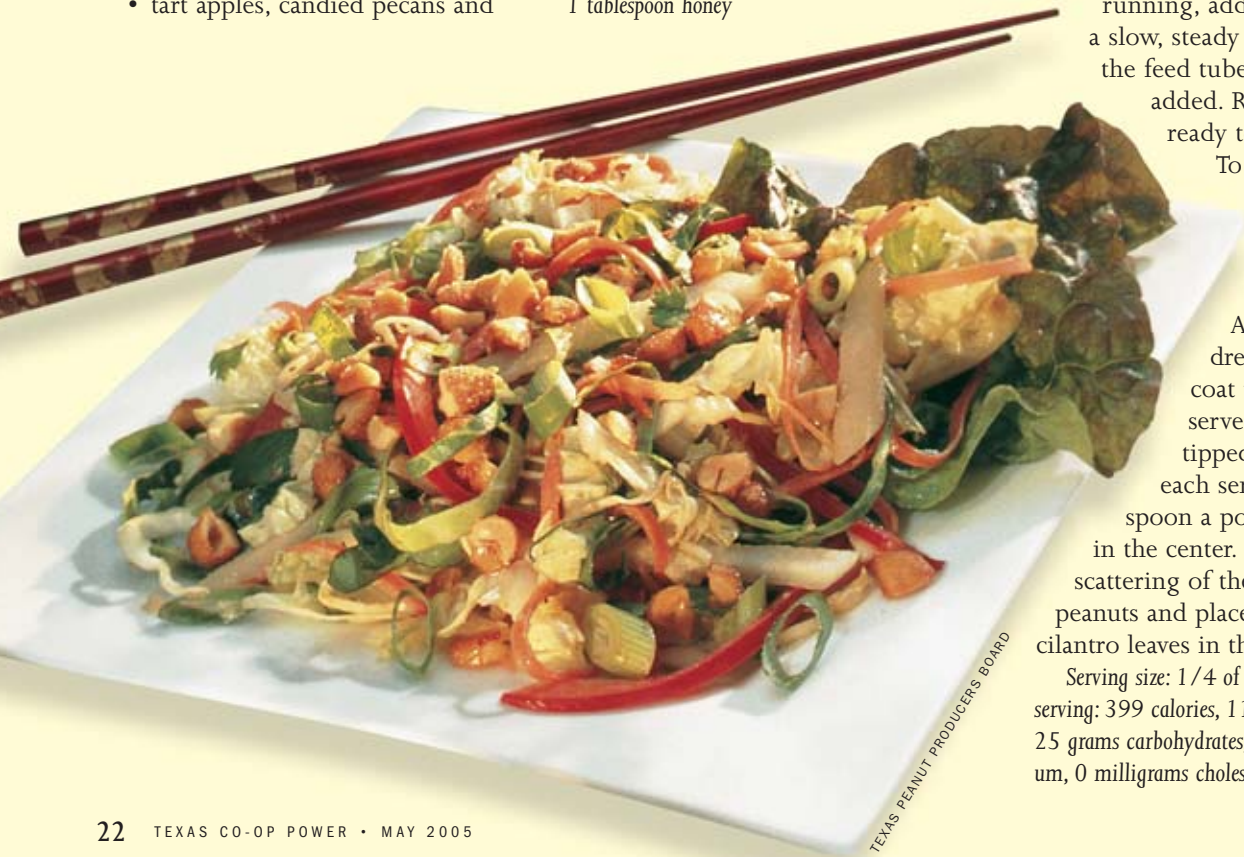 • tart apples, candied pecans and
1 tablespoon honey
running, add
a slow, steady
the feed tube
added. R
ready t
To
A
dre
coat
serve
tipped
each ser
spoon a po
in the center.
scattering of the
peanuts and place
cilantro leaves in th
Serving size: 1/4 of
serving: 399 calories, 11
25 grams carbohydrates,
um, 0 milligrams choles
TEXAS PEANUT PRODUCERS BOARD
22 TEXAS CO-OP POWER • MAY 2005